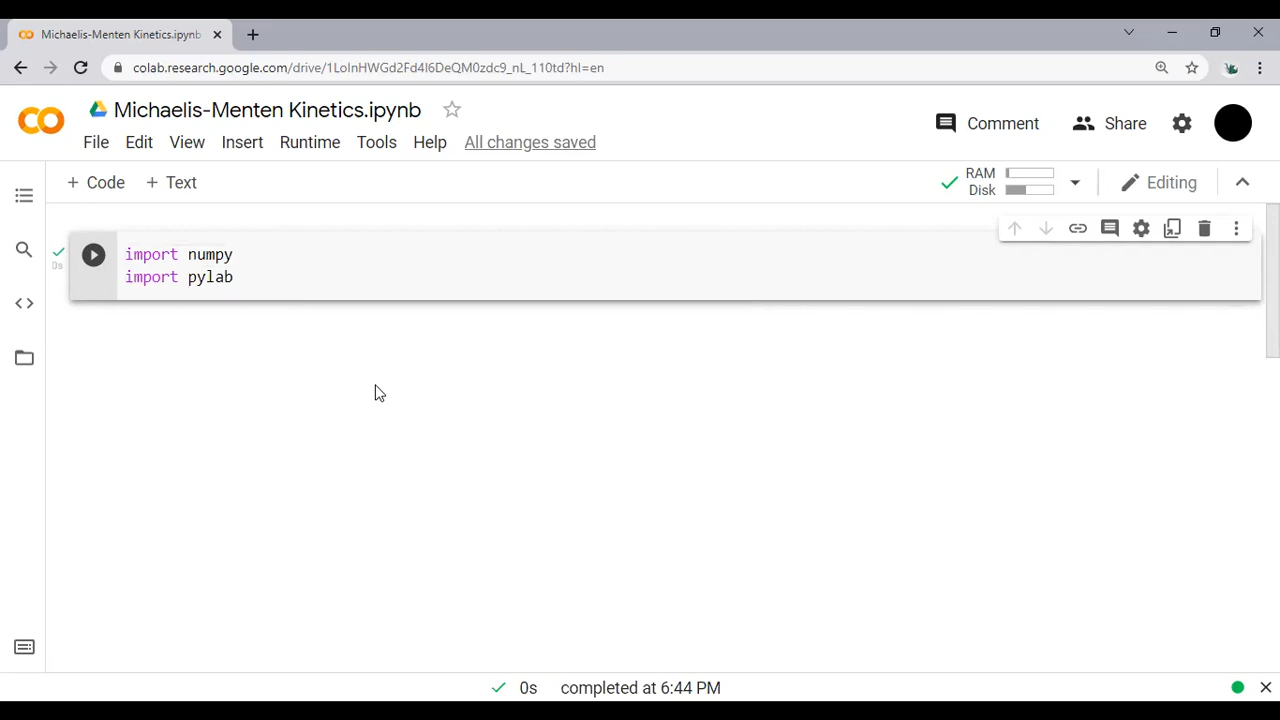 Michaelis-Menten Kinetics.ipynb
colab.research.google.com/drive/1LoInHWGd2Fd4I6DeQM0zdc9_nL_110td?hl=en
Michaelis-Menten Kinetics.ipynb
Comment
Share
File Edit View Insert Runtime Tools Help All changes saved
+ Code + Text
RAM
Disk
Editing
import numpy
0s
import pylab
0s completed at 6:44 PM